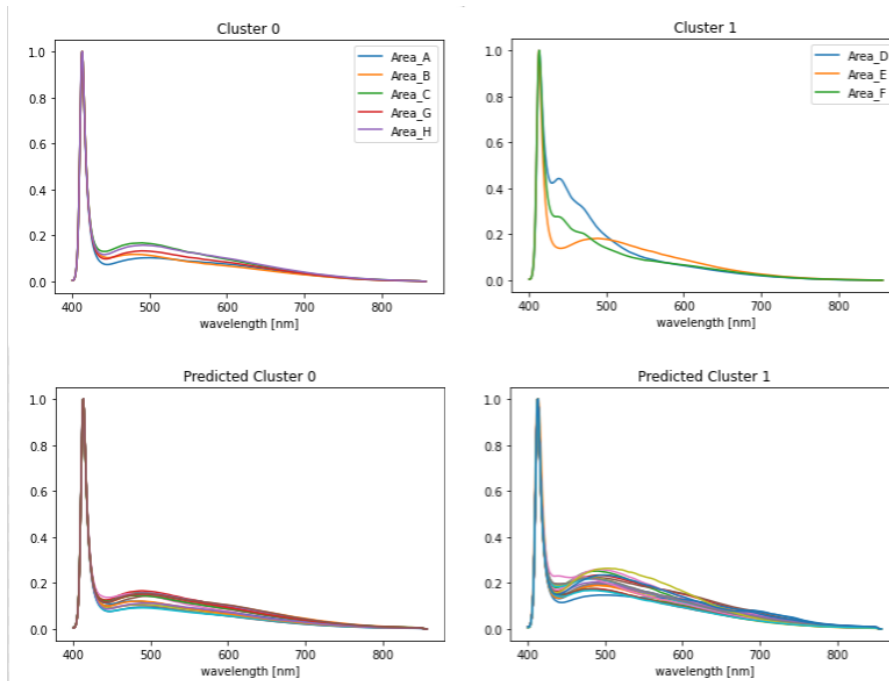 Cluster 0
1.0
0.8
0.6
0.4
0.2
0.0
Area_A
Area_B
Area_C
Area_G
Area_H
400 500 600 700 800
wavelength [nm]
Cluster 1
1.0
0.8
0.6
0.4
0.2
0.0
Area_D
Area_E
Area_F
400 500 600 700 800
wavelength [nm]
Predicted Cluster 0
1.0
0.8
0.6
0.4
0.2
0.0
400 500 600 700 800
wavelength [nm]
Predicted Cluster 1
1.0
0.8
0.6
0.4
0.2
0.0
400 500 600 700 800
wavelength [nm]